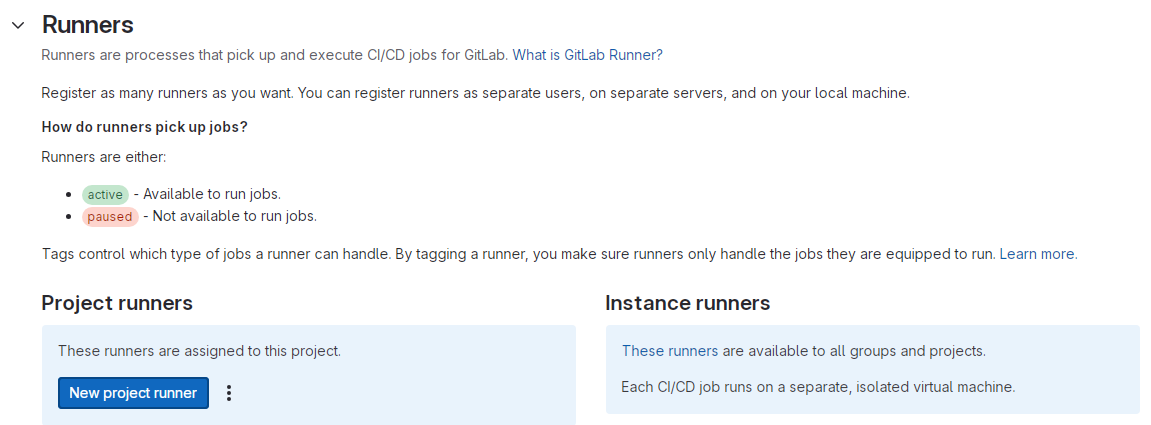 Runners
Runners are processes that pick up and execute CI/CD jobs for GitLab. What is GitLab Runner?
Register as many runners as you want. You can register runners as separate users, on separate servers, and on your local machine.
How do runners pick up jobs?
Runners are either:
active - Available to run jobs.
paused - Not available to run jobs.
Tags control which type of jobs a runner can handle. By tagging a runner, you make sure runners only handle the jobs they are equipped to run. Learn more.
Project runners
These runners are assigned to this project.
New project runner
Instance runners
These runners are available to all groups and projects.
Each CI/CD job runs on a separate, isolated virtual machine.